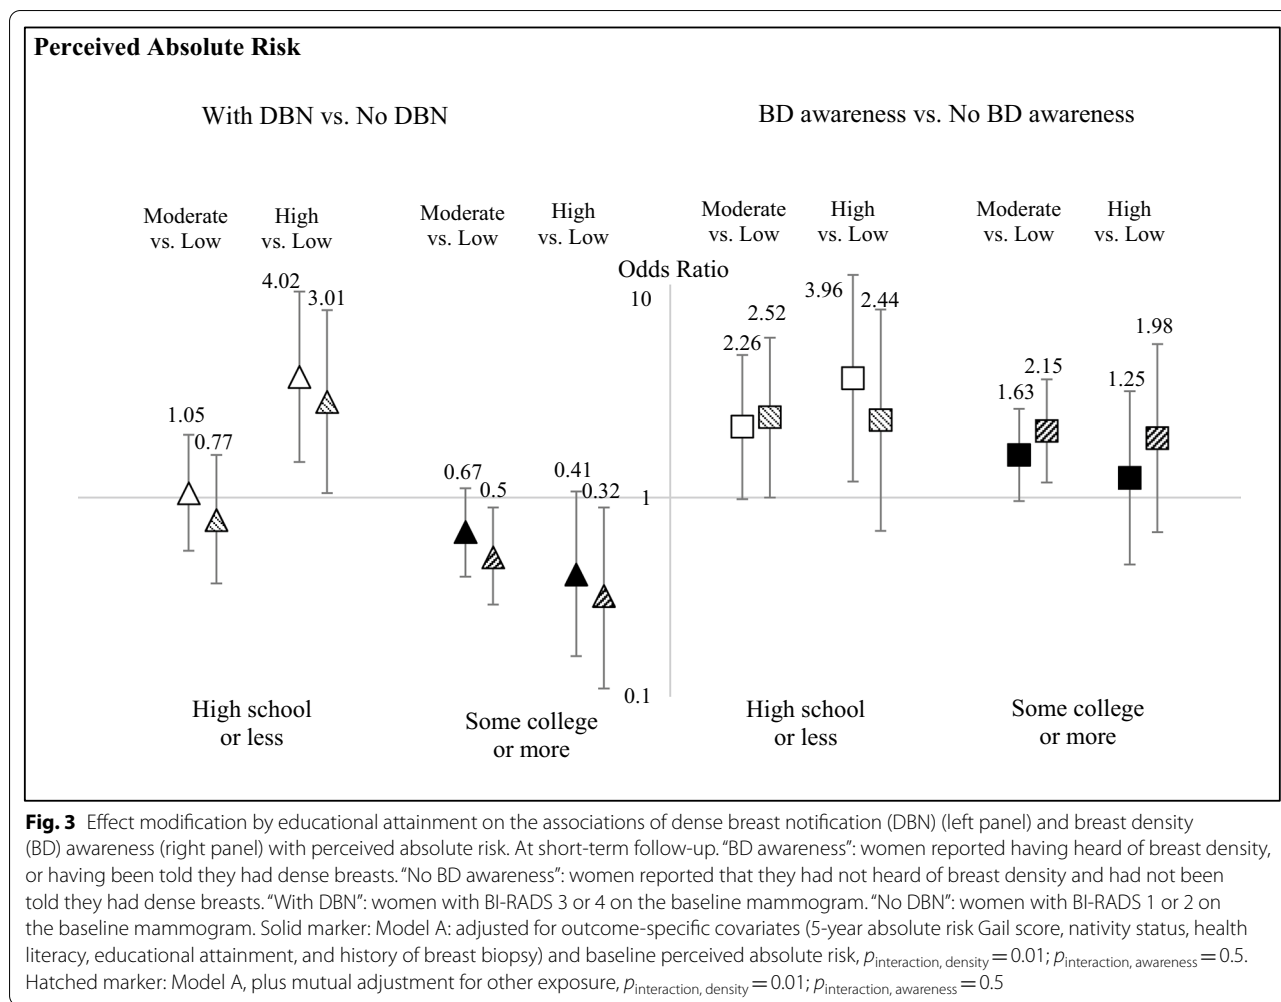 Perceived Absolute Risk
With DBN vs. No DBN
BD awareness vs. No BD awareness
Moderate
vs. Low
High
vs. Low
Moderate
vs. Low
High
vs. Low
Moderate
vs. Low
High
vs. Low
Moderate
vs. Low
High
vs. Low
Odds Ratio
10
1
0.1
4.02
3.01
1.05
0.77
0.67
0.5
0.41
0.32
2.26
2.52
3.96
2.44
1.63
2.15
1.25
1.98
High school
or less
Some college
or more
High school
or less
Some college
or more
Fig. 3 Effect modification by educational attainment on the associations of dense breast notification (DBN) (left panel) and breast density
(BD) awareness (right panel) with perceived absolute risk. At short-term follow-up. “BD awareness”: women reported having heard of breast density,
or having been told they had dense breasts. “No BD awareness”: women reported that they had not heard of breast density and had not been
told they had dense breasts. “With DBN”: women with BI-RADS 3 or 4 on the baseline mammogram. “No DBN”: women with BI-RADS 1 or 2 on
the baseline mammogram. Solid marker: Model A: adjusted for outcome-specific covariates (5-year absolute risk Gail score, nativity status, health
literacy, educational attainment, and history of breast biopsy) and baseline perceived absolute risk, p interaction, density = 0.01; p interaction, awareness = 0.5.
Hatched marker: Model A, plus mutual adjustment for other exposure, p interaction, density = 0.01; p interaction, awareness = 0.5